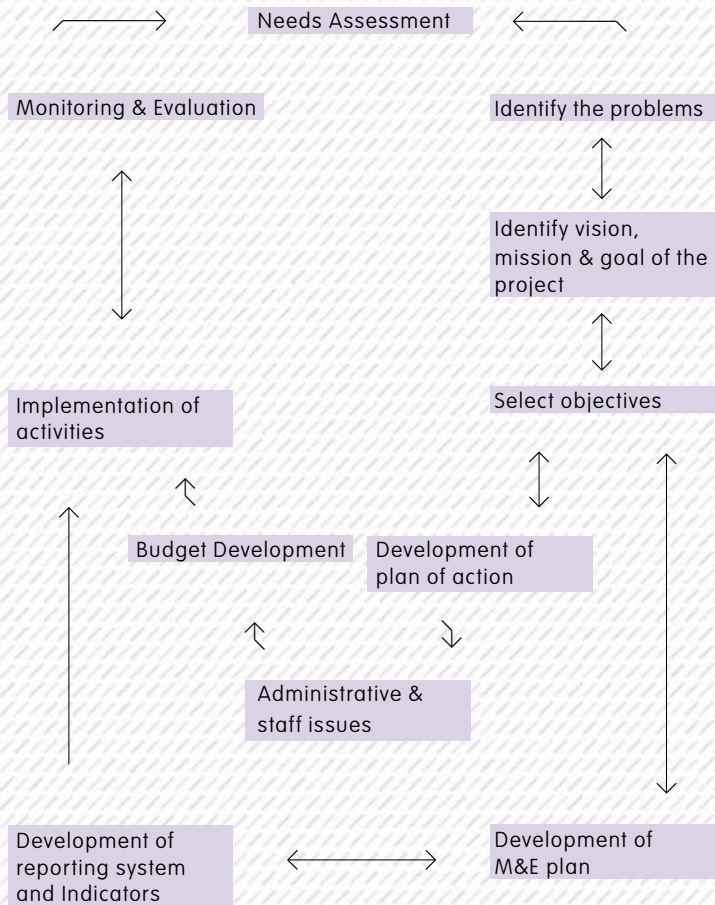 Needs Assessment
Monitoring & Evaluation
Identify the problems
Identify vision,
mission & goal of the
project
Implementation of
activities
Select objectives
Budget Development
Development of
plan of action
Administrative &
staff issues
Development of
reporting system
and Indicators
Development of
M&E plan